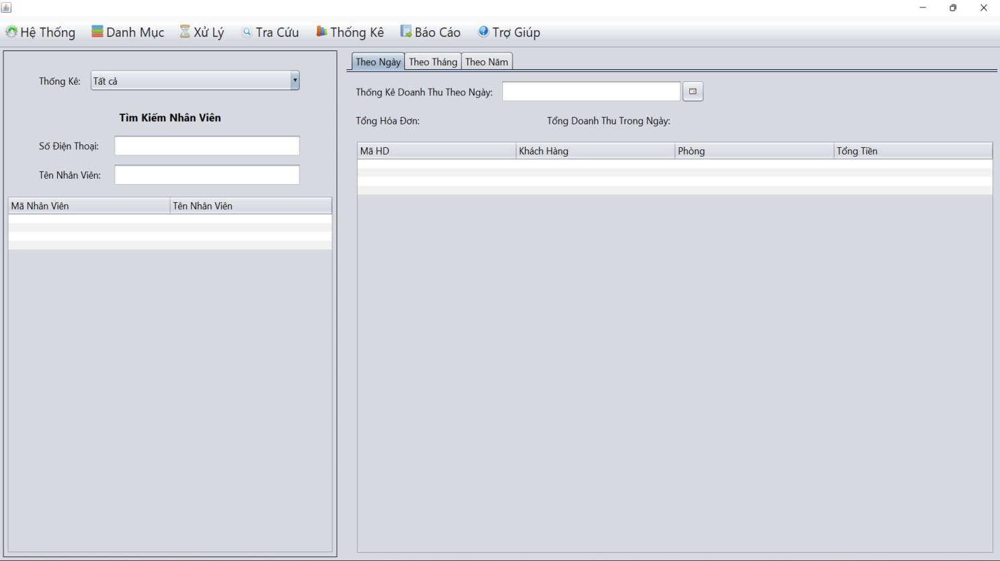 Hệ Thống Danh Mục Xử Lý Tra Cứu Thống Kê Báo Cáo Trợ Giúp
Thống Kê: Tất cả
Tìm Kiếm Nhân Viên
Số Điện Thoại:
Tên Nhân Viên:
Mã Nhân Viên Tên Nhân Viên
Theo Ngày Theo Tháng Theo Năm
Thống Kê Doanh Thu Theo Ngày:
Tổng Hóa Đơn: Tổng Doanh Thu Trong Ngày:
Mã HD Khách Hàng Phòng Tổng Tiền